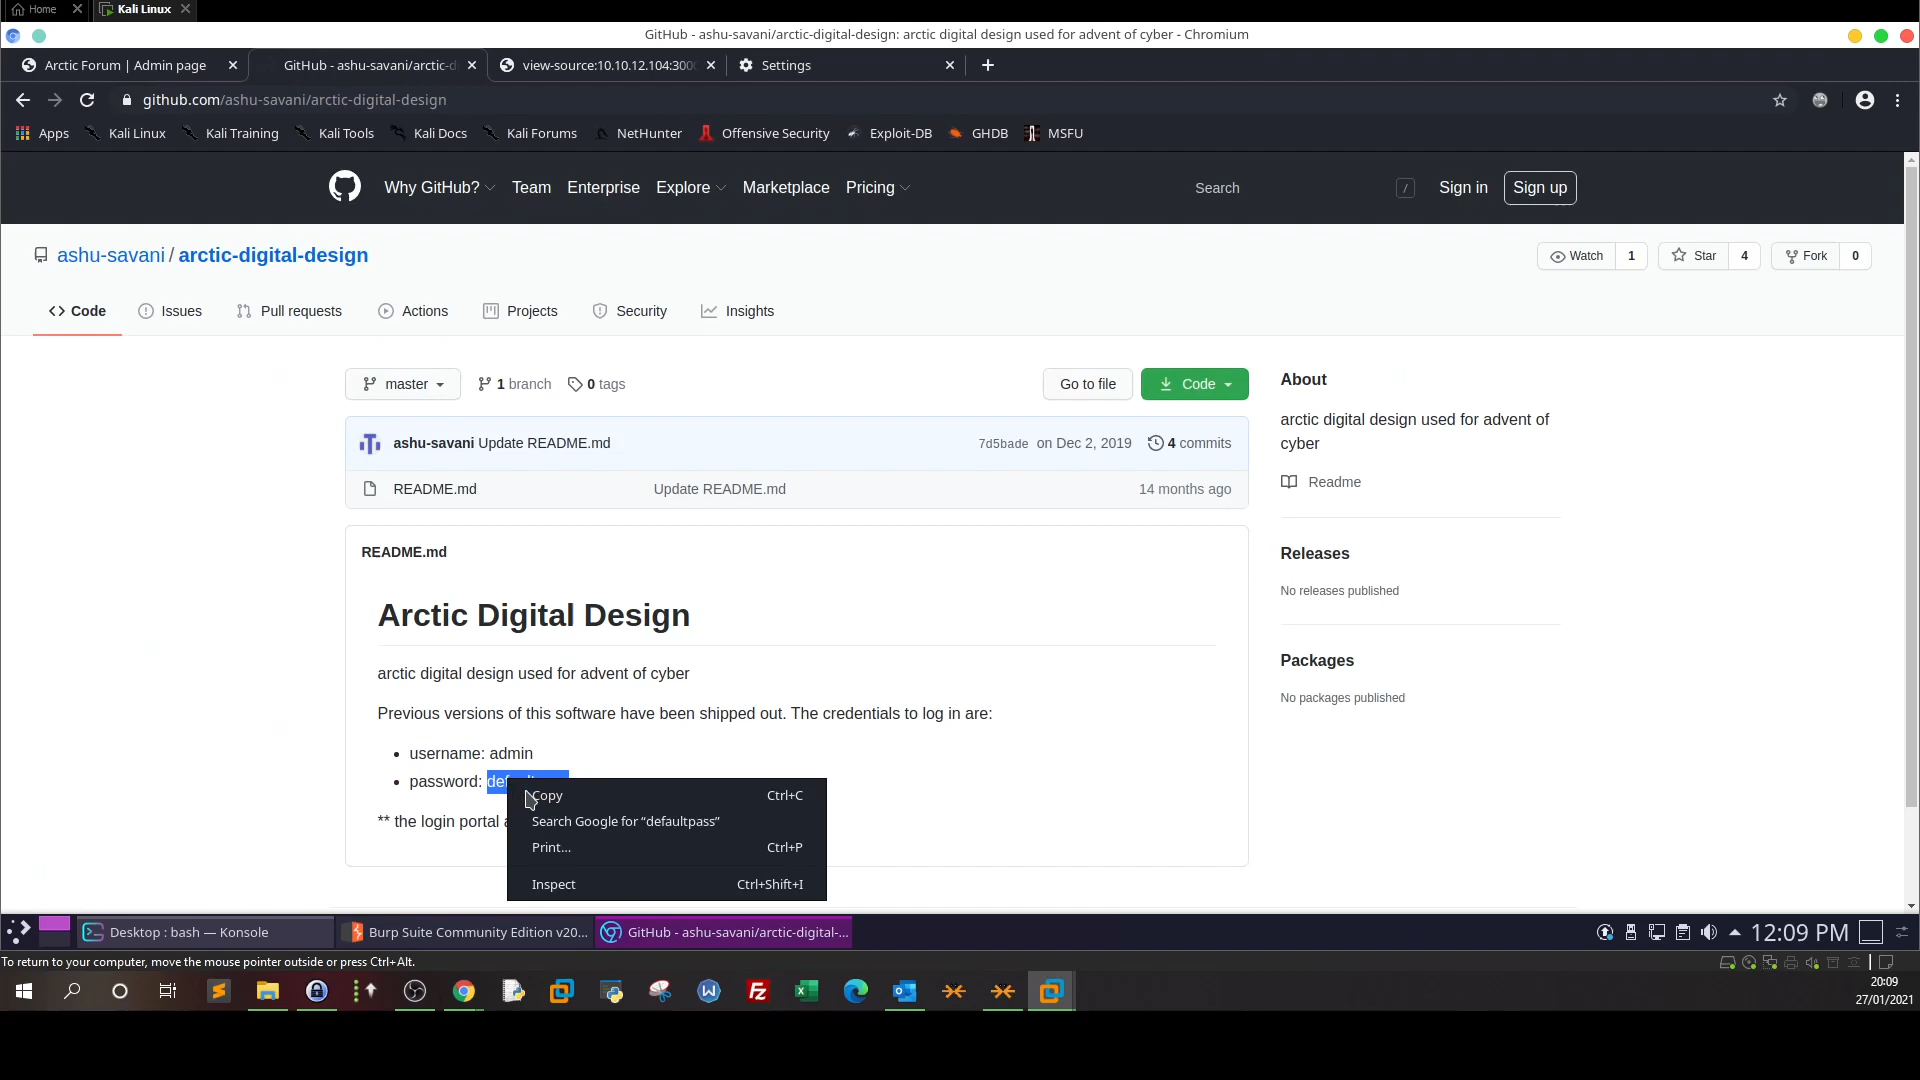 Home
Kali Linux
GitHub - ashu-savani/arctic-digital-design: arctic digital design used for advent of cyber - Chromium
Arctic Forum | Admin page
GitHub - ashu-savani/arctic-d
view-source:10.10.12.104:300
Settings
github.com/ashu-savani/arctic-digital-design
Apps Kali Linux Kali Training Kali Tools Kali Docs Kali Forums NetHunter Offensive Security Exploit-DB GHDB MSFU
Why GitHub? Team Enterprise Explore Marketplace Pricing Search / Sign in Sign up
ashu-savani / arctic-digital-design
Watch 1 Star 4 Fork 0
Code Issues Pull requests Actions Projects Security Insights
master 1 branch 0 tags Go to file Code
ashu-savani Update README.md 7d5bade on Dec 2, 2019 4 commits
README.md Update README.md 14 months ago
README.md
Arctic Digital Design
arctic digital design used for advent of cyber
Previous versions of this software have been shipped out. The credentials to log in are:
• username: admin
• password:
** the login portal
Copy Ctrl+C
Search Google for “defaultpass”
Print... Ctrl+P
Inspect Ctrl+Shift+I
About
arctic digital design used for advent of
cyber
Readme
Releases
No releases published
Packages
No packages published
Desktop : bash — Konsole
Burp Suite Community Edition v20...
GitHub - ashu-savani/arctic-digital-...
12:09 PM
To return to your computer, move the mouse pointer outside or press Ctrl+Alt.
20:09
27/01/2021